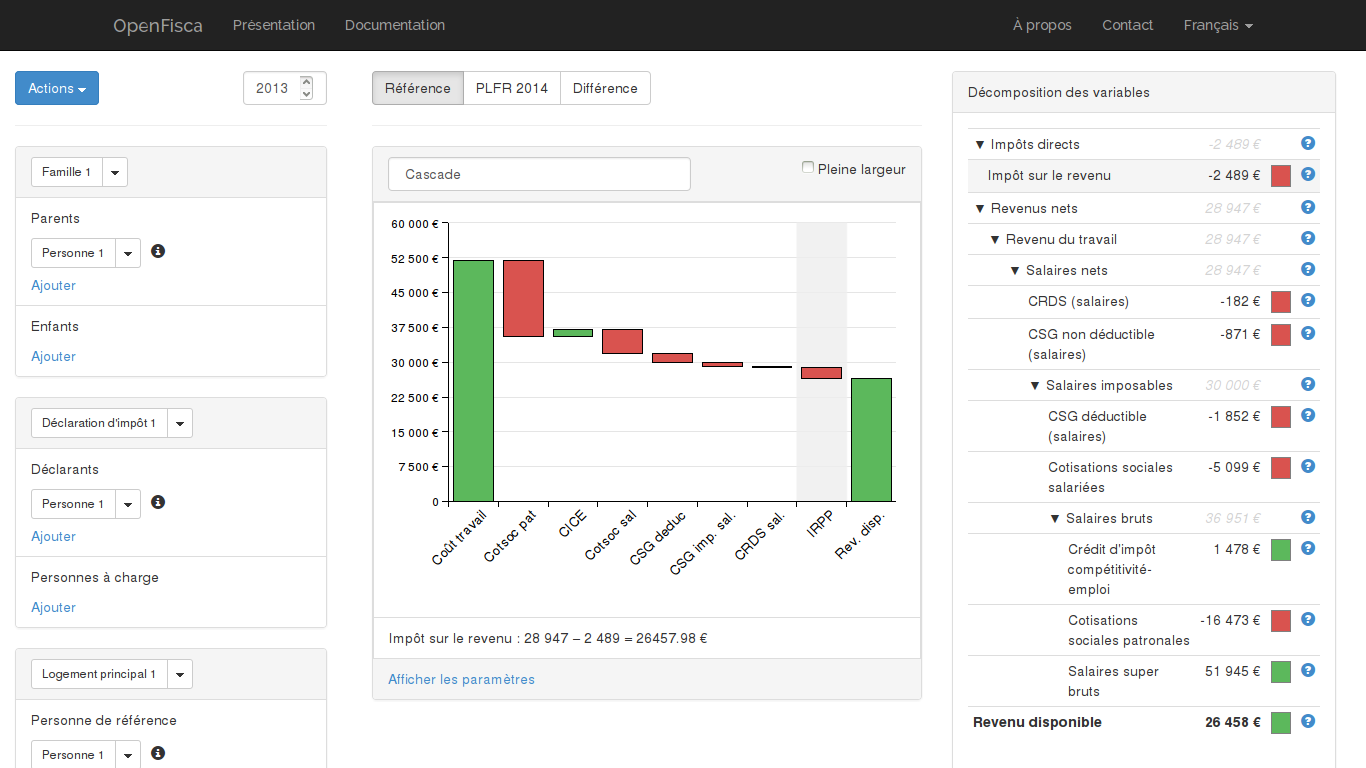 OpenFisca Présentation Documentation À propos Contact Français
Actions
2013
Famille 1
Parents
Personne 1
Ajouter
Enfants
Ajouter
Déclaration d'impôt 1
Déclarants
Personne 1
Ajouter
Personnes à charge
Ajouter
Logement principal 1
Personne de référence
Personne 1
Référence PLFR 2014 Différence
Cascade
Pleine largeur
60 000 €
52 500 €
45 000 €
37 500 €
30 000 €
22 500 €
15 000 €
7 500 €
0
Coût travail
Cotsoc pat
CICE
Cotsoc sal
CSG deduc
CSG imp. sal.
CRDS sal.
IRPP
Rev. disp.
Impôt sur le revenu : 28 947 – 2 489 = 26457.98 €
Afficher les paramètres
Décomposition des variables
▼ Impôts directs -2 489 €
Impôt sur le revenu -2 489 €
▼ Revenus nets 28 947 €
▼ Revenu du travail 28 947 €
▼ Salaires nets 28 947 €
CRDS (salaires) -182 €
CSG non déductible -871 €
(salaires)
▼ Salaires imposables 30 000 €
CSG déductible -1 852 €
(salaires)
Cotisations sociales -5 099 €
salariées
▼ Salaires bruts 36 951 €
Crédit d'impôt 1 478 €
compétitivité-
emploi
Cotisations -16 473 €
sociales patronales
Salaires super 51 945 €
bruts
Revenu disponible 26 458 €